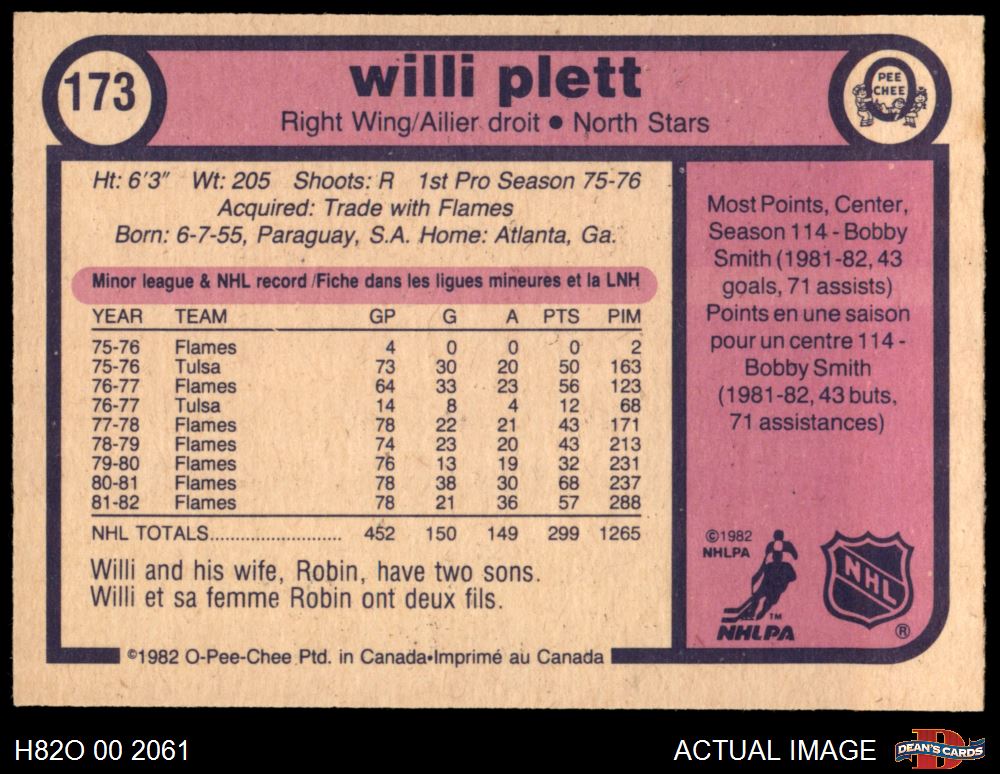 173
willi plett
Right Wing/Ailier droit • North Stars
PEE
CHEE
Ht: 6'3" Wt: 205 Shoots: R 1st Pro Season 75-76
Acquired: Trade with Flames
Born: 6-7-55, Paraguay, S.A. Home: Atlanta, Ga.
Minor league & NHL record/Fiche dans les ligues mineures et la LNH
YEAR TEAM GP G A PTS PIM
75-76 Flames 4 0 0 0 2
75-76 Tulsa 73 30 20 50 163
76-77 Flames 64 33 23 56 123
76-77 Tulsa 14 8 4 12 68
77-78 Flames 78 22 21 43 171
78-79 Flames 74 23 20 43 213
79-80 Flames 76 13 19 32 231
80-81 Flames 78 38 30 68 237
81-82 Flames 78 21 36 57 288
NHL TOTALS........................ 452 150 149 299 1265
Willi and his wife, Robin, have two sons.
Willi et sa femme Robin ont deux fils.
©1982 O-Pee-Chee Ptd. in Canada•Imprimé au Canada
Most Points, Center,
Season 114 - Bobby
Smith (1981-82, 43
goals, 71 assists)
Points en une saison
pour un centre 114 -
Bobby Smith
(1981-82, 43 buts,
71 assistances)
©1982
NHLPA
TM
NHLPA
NHL
®
H82O 00 2061
ACTUAL IMAGE
D
DEAN'S CARDS